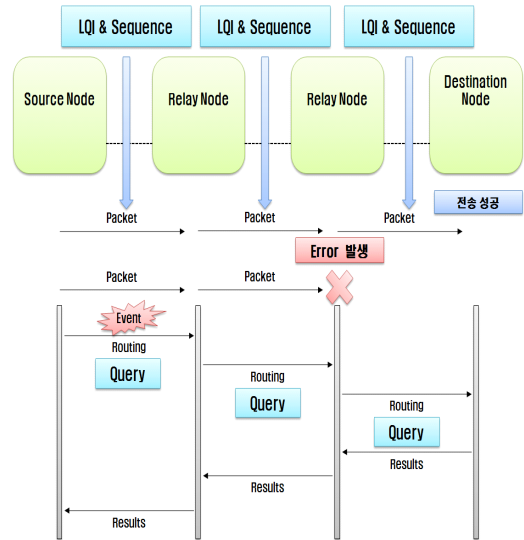 LQI & Sequence
LQI & Sequence
LQI & Sequence
Source Node
Relay Node
Relay Node
Destination
Node
전송 성공
Packet
Packet
Packet
Error 발생
Packet
Packet
Event
Routing
Query
Routing
Query
Routing
Query
Results
Results
Results